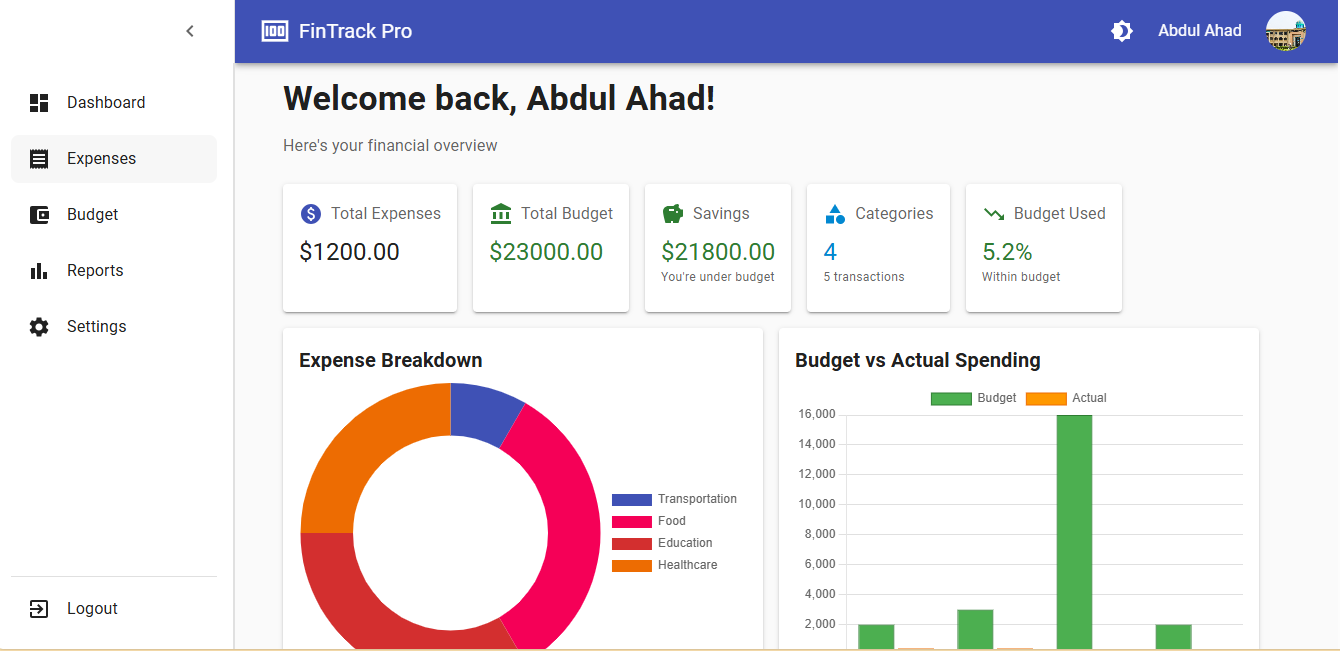 100 FinTrack Pro
Abdul Ahad
Dashboard
Expenses
Budget
Reports
Settings
Logout
Welcome back, Abdul Ahad!
Here's your financial overview
Total Expenses
$1200.00
Total Budget
$23000.00
Savings
$21800.00
You're under budget
Categories
4
5 transactions
Budget Used
5.2%
Within budget
Expense Breakdown
Transportation
Food
Education
Healthcare
Budget vs Actual Spending
Budget Actual
16,000
14,000
12,000
10,000
8,000
6,000
4,000
2,000